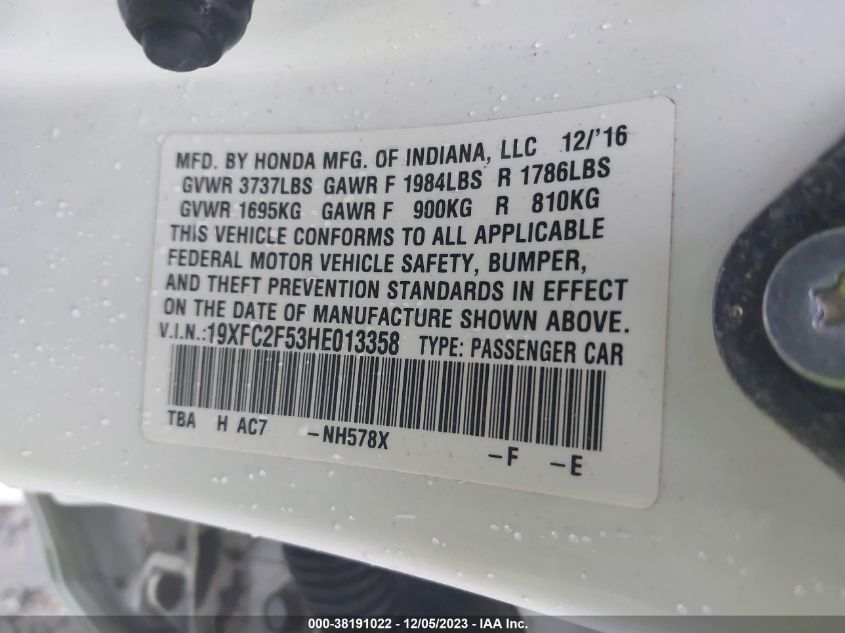 MFD. BY HONDA MFG. OF INDIANA, LLC 12/'16
GVWR 3737LBS GAWR F 1984LBS R 1786LBS
GVWR 1695KG GAWR F 900KG R 810KG
THIS VEHICLE CONFORMS TO ALL APPLICABLE
FEDERAL MOTOR VEHICLE SAFETY, BUMPER,
AND THEFT PREVENTION STANDARDS IN EFFECT
ON THE DATE OF MANUFACTURE SHOWN ABOVE.
V.I.N.:19XFC2F53HE013358 TYPE: PASSENGER CAR
TBA H AC7 -NH578X -F -E
000-38191022 - 12/05/2023 - IAA Inc.